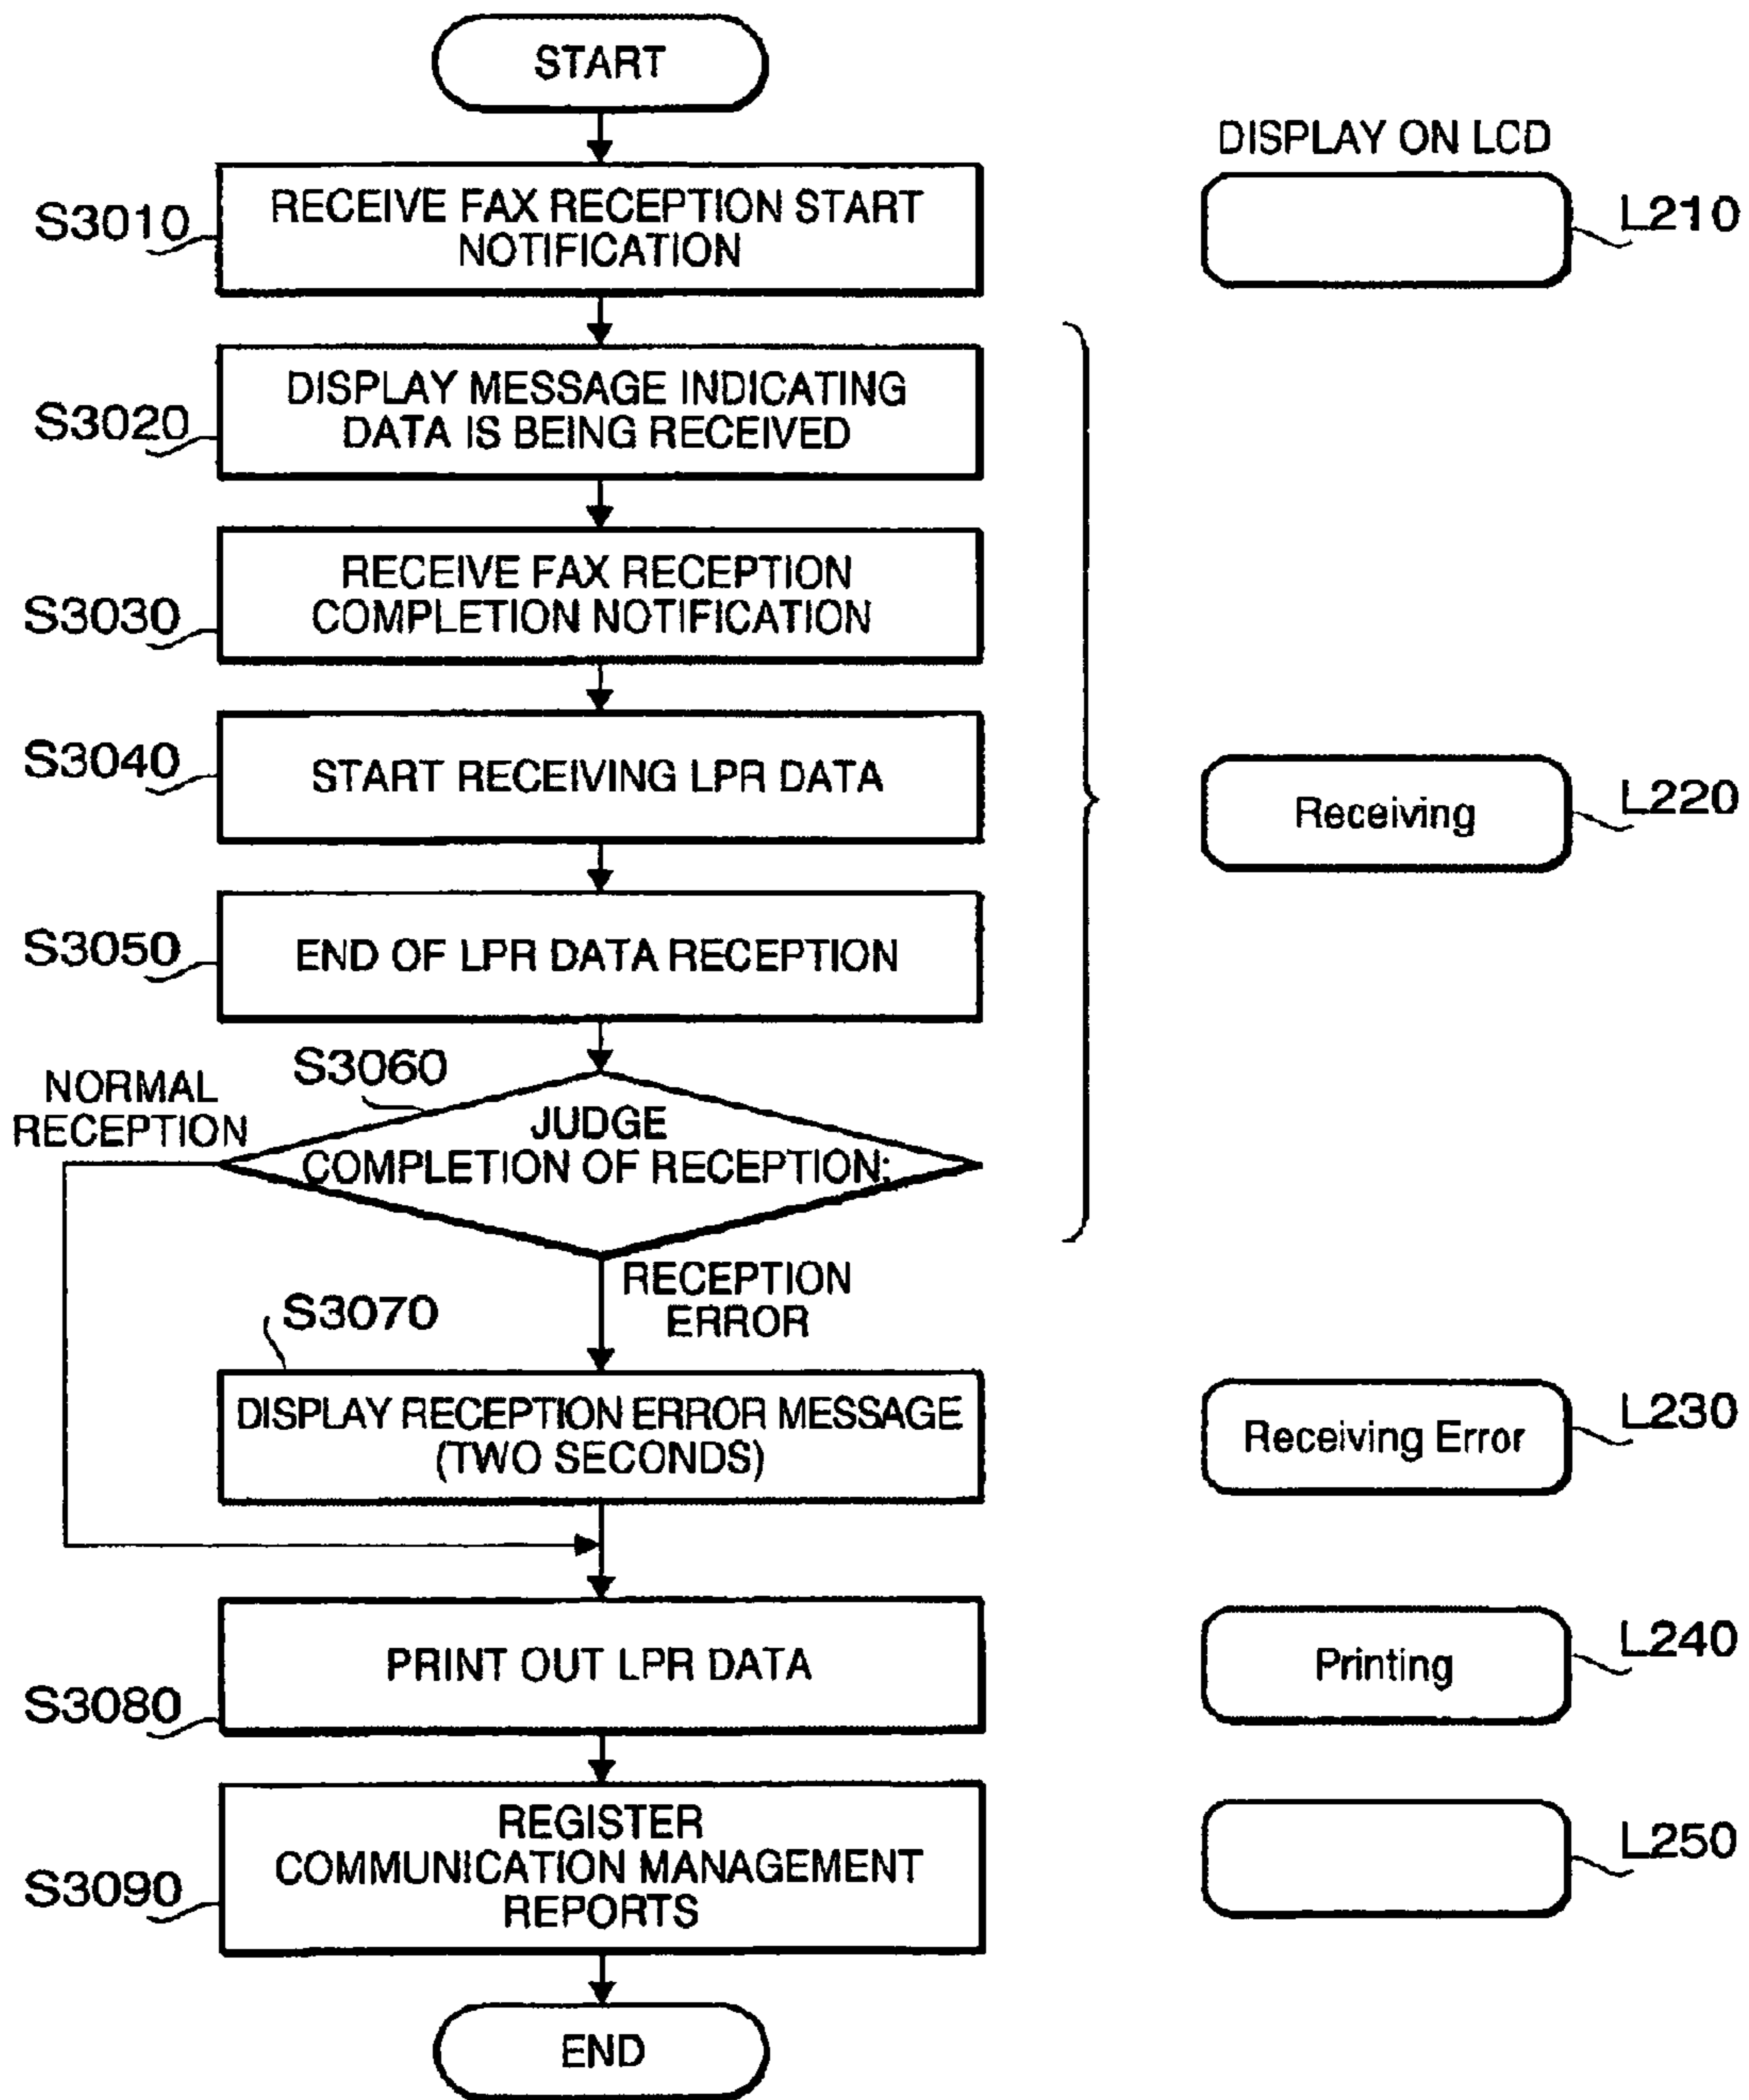 START
DISPLAY ON LCD
S3010
RECEIVE FAX RECEPTION START
NOTIFICATION
L210
S3020
DISPLAY MESSAGE INDICATING
DATA IS BEING RECEIVED
S3030
RECEIVE FAX RECEPTION
COMPLETION NOTIFICATION
S3040
START RECEIVING LPR DATA
Receiving
L220
S3050
END OF LPR DATA RECEPTION
S3060
NORMAL
RECEPTION
JUDGE
COMPLETION OF RECEPTION:
RECEPTION
ERROR
S3070
DISPLAY RECEPTION ERROR MESSAGE
(TWO SECONDS)
Receiving Error
L230
S3080
PRINT OUT LPR DATA
Printing
L240
S3090
REGISTER
COMMUNICATION MANAGEMENT
REPORTS
L250
END